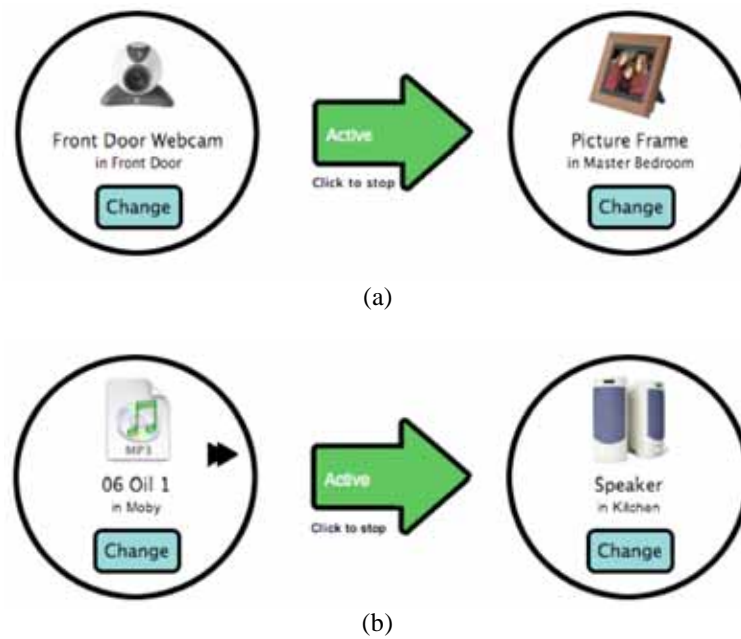 Front Door Webcam
in Front Door
Change
Active
Click to stop
Picture Frame
in Master Bedroom
Change
(a)
MP3
06 Oil 1
in Moby
Change
Active
Click to stop
Speaker
in Kitchen
Change
(b)